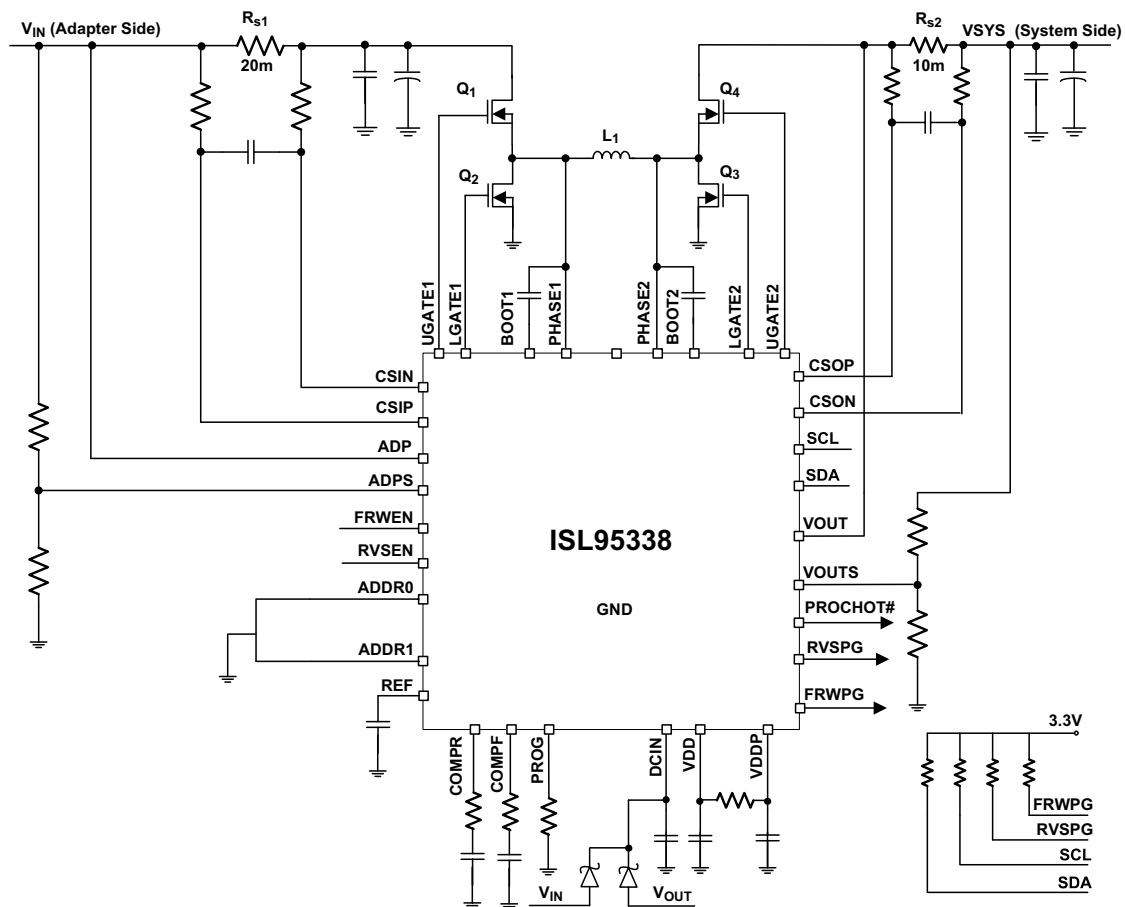 VIN (Adapter Side)
Rs1
20m
Rs2
10m
VSYS (System Side)
Q1
Q4
L1
Q2
Q3
UGATE1
LGATE1
BOOT1
PHASE1
PHASE2
BOOT2
LGATE2
UGATE2
CSIN
CSIP
ADP
ADPS
FRWEN
RVSEN
ADDR0
ADDR1
REF
ISL95338
GND
CSOP
CSON
SCL
SDA
VOUT
VOUTS
PROCHOT#
RVSPG
FRWPG
COMPR
COMPF
PROG
DCIN
VDD
VDDP
VIN
VOUT
3.3V
FRWPG
RVSPG
SCL
SDA